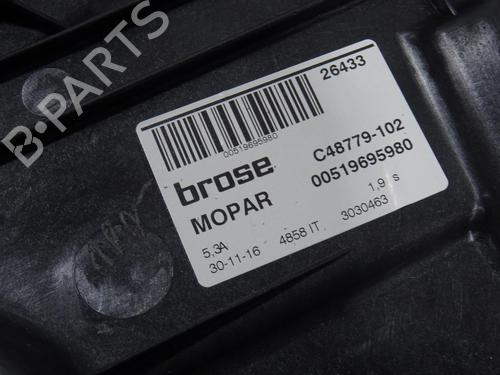 B-PARTS
26433
00519695980
C48779-102
brose
00519695980
MOPAR
5,3A
1,9 s
30-11-16 4858 IT. 3030463